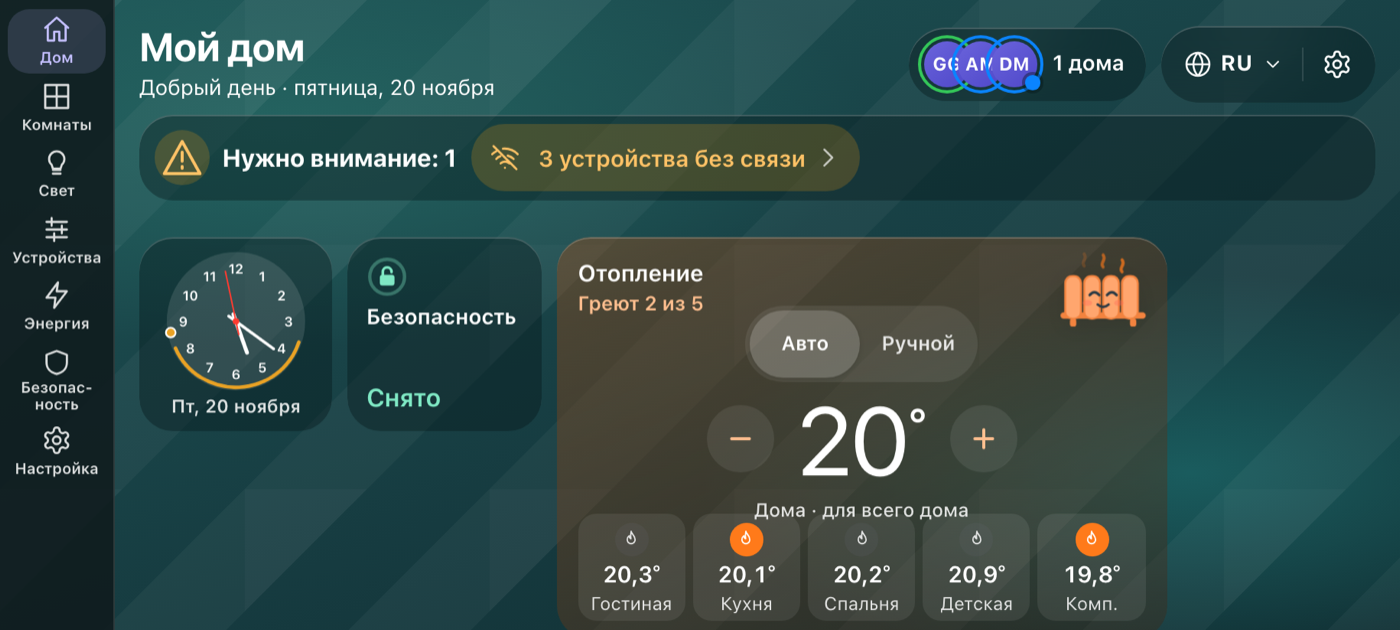 Дом
Комнаты
Свет
Устройства
Энергия
Безопас-
ность
Настройка
Мой дом
Добрый день · пятница, 20 ноября
GG AM DM 1 дома
RU
Нужно внимание: 1
3 устройства без связи
12
1
2
3
4
5
6
7
8
9
10
11
Пт, 20 ноября
Безопасность
Снято
Отопление
Греют 2 из 5
Авто
Ручной
20°
Дома · для всего дома
20,3°
Гостиная
20,1°
Кухня
20,2°
Спальня
20,9°
Детская
19,8°
Комп.